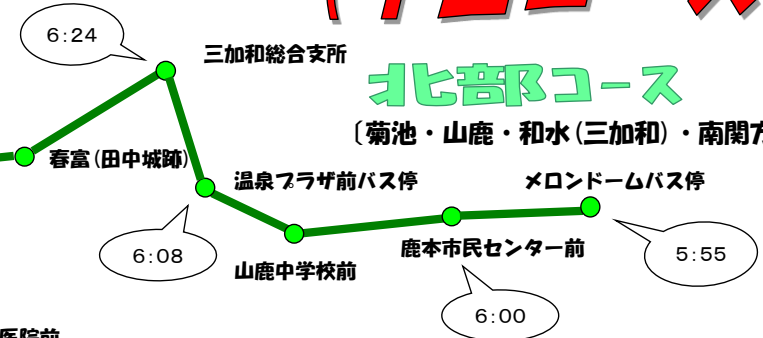 6:24
三加和総合支所
北部コース
〔菊池・山鹿・和水(三加和)・南関方
春富(田中城跡)
温泉プラザ前バス停
メロンドームバス停
6:08
山鹿中学校前
鹿本市民センター前
5:55
6:00
医院前